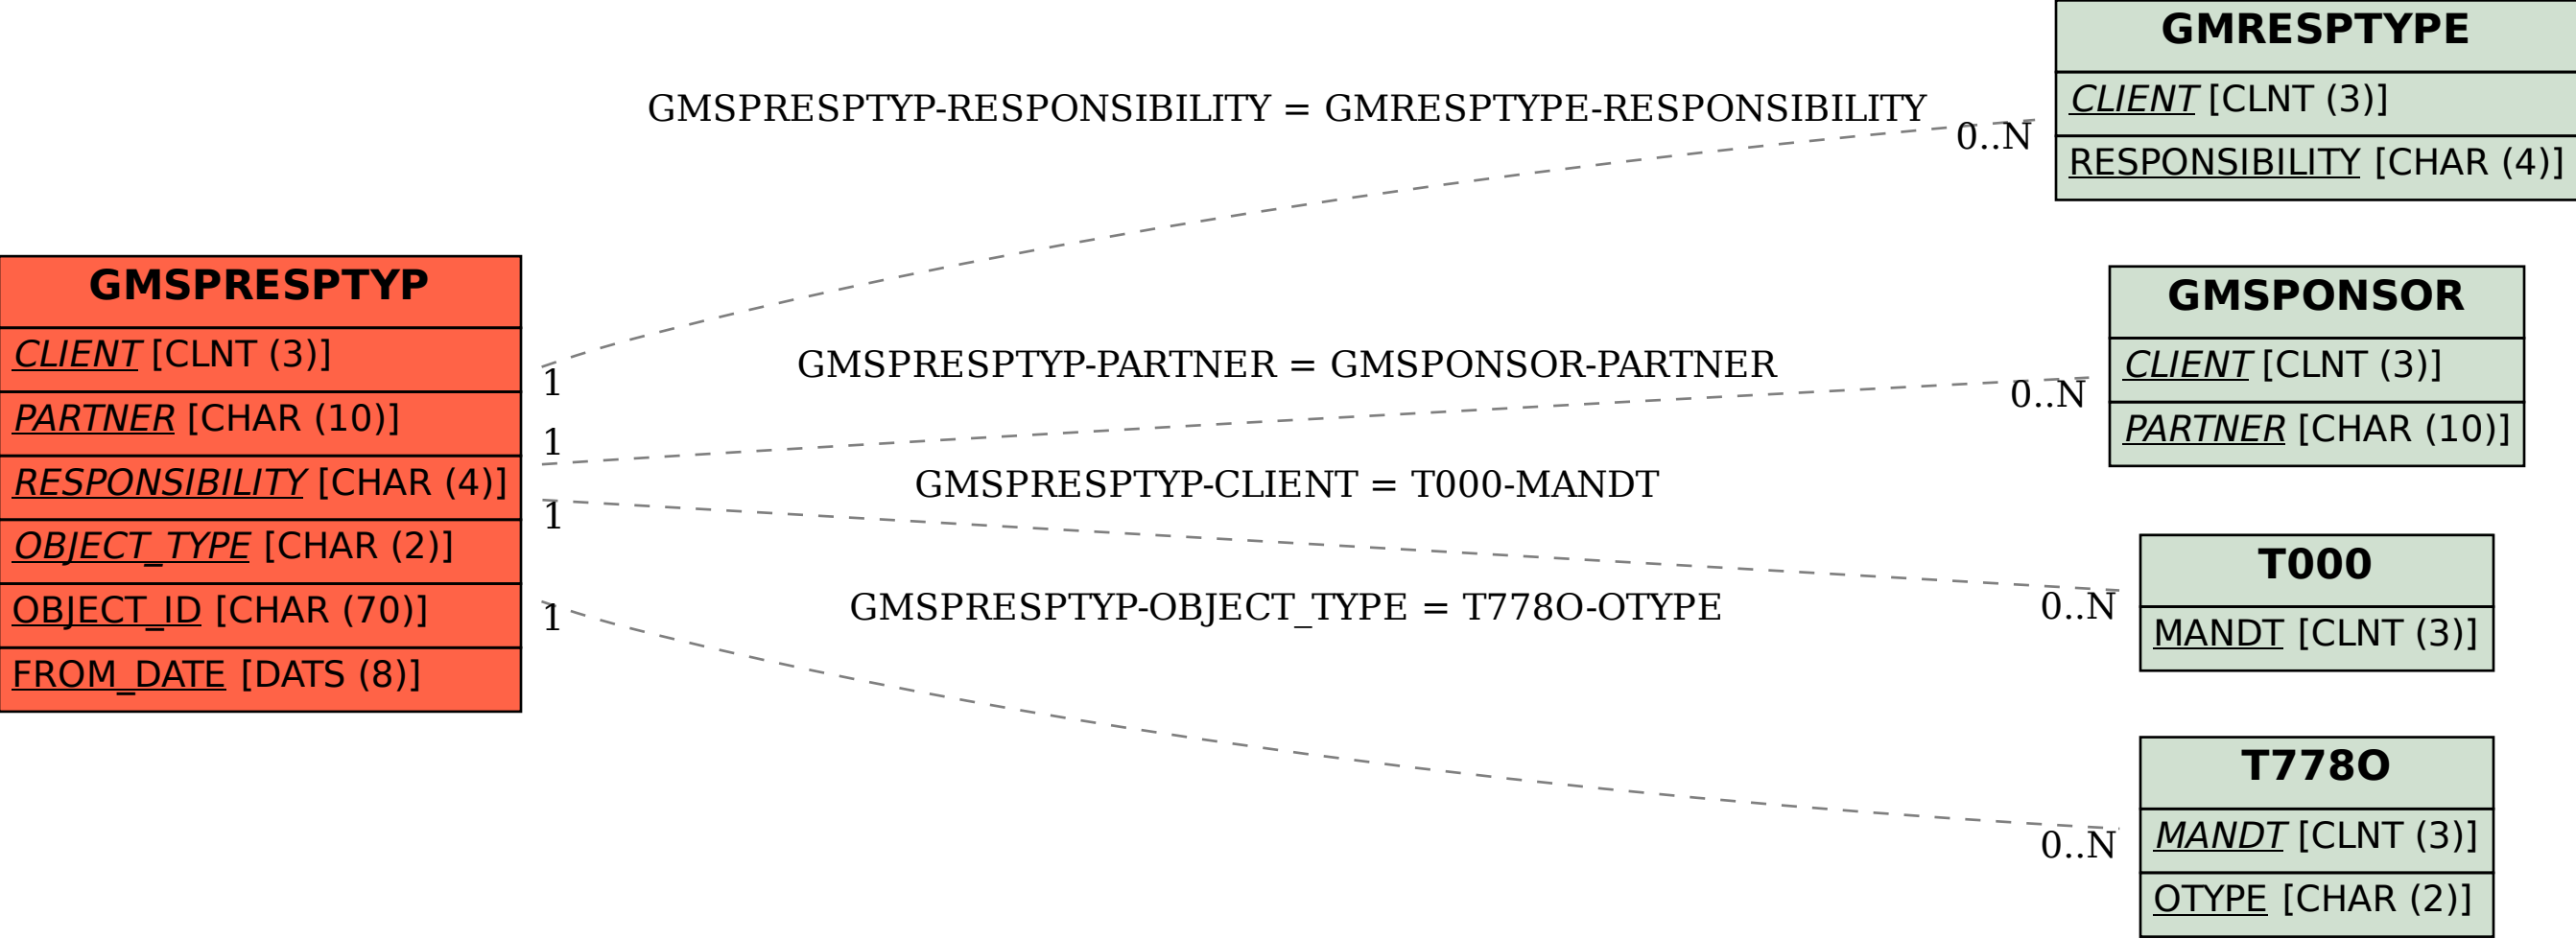 GMSPRESPTYP
CLIENT [CLNT (3)]
PARTNER [CHAR (10)]
RESPONSIBILITY [CHAR (4)]
OBJECT_TYPE [CHAR (2)]
OBJECT_ID [CHAR (70)]
FROM_DATE [DATS (8)]
GMSPRESPTYP-RESPONSIBILITY = GMRESPTYPE-RESPONSIBILITY
1
0..N
GMSPRESPTYP-PARTNER = GMSPONSOR-PARTNER
1
0..N
GMSPRESPTYP-CLIENT = T000-MANDT
1
0..N
GMSPRESPTYP-OBJECT_TYPE = T778O-OTYPE
1
0..N
GMRESPTYPE
CLIENT [CLNT (3)]
RESPONSIBILITY [CHAR (4)]
GMSPONSOR
CLIENT [CLNT (3)]
PARTNER [CHAR (10)]
T000
MANDT [CLNT (3)]
T778O
MANDT [CLNT (3)]
OTYPE [CHAR (2)]